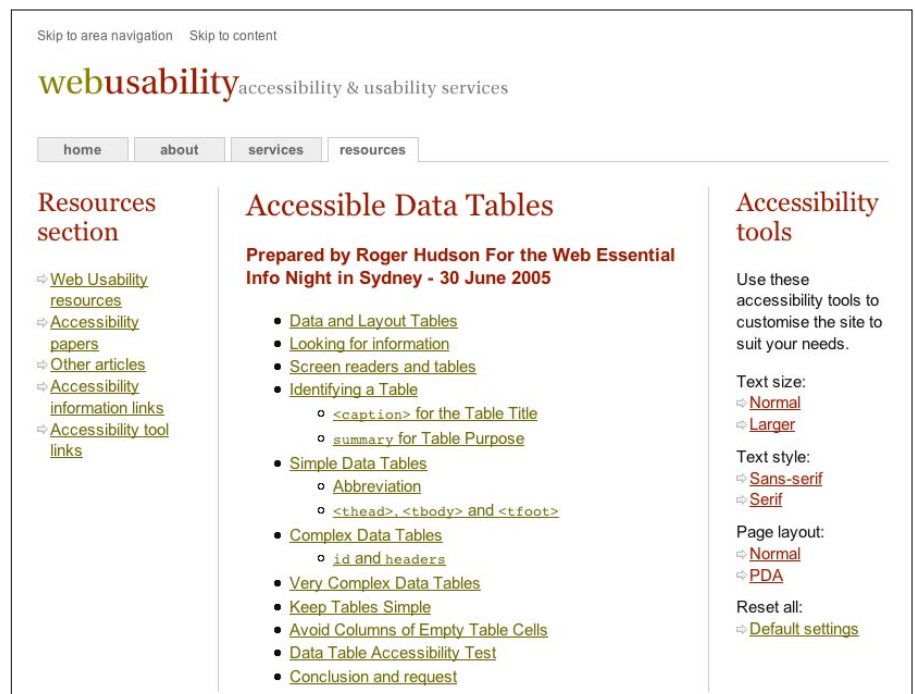 Skip to area navigation Skip to content
webusability accessibility & usability services
home about services resources
Resources
section
Web Usability
resources
Accessibility
papers
Other articles
Accessibility
information links
Accessibility tool
links
Accessible Data Tables
Prepared by Roger Hudson For the Web Essential
Info Night in Sydney - 30 June 2005
Data and Layout Tables
Looking for information
Screen readers and tables
Identifying a Table
<caption> for the Table Title
summary for Table Purpose
Simple Data Tables
Abbreviation
<thead>, <tbody> and <tfoot>
Complex Data Tables
id and headers
Very Complex Data Tables
Keep Tables Simple
Avoid Columns of Empty Table Cells
Data Table Accessibility Test
Conclusion and request
Accessibility
tools
Use these
accessibility tools to
customise the site to
suit your needs.
Text size:
Normal
Larger
Text style:
Sans-serif
Serif
Page layout:
Normal
PDA
Reset all:
Default settings